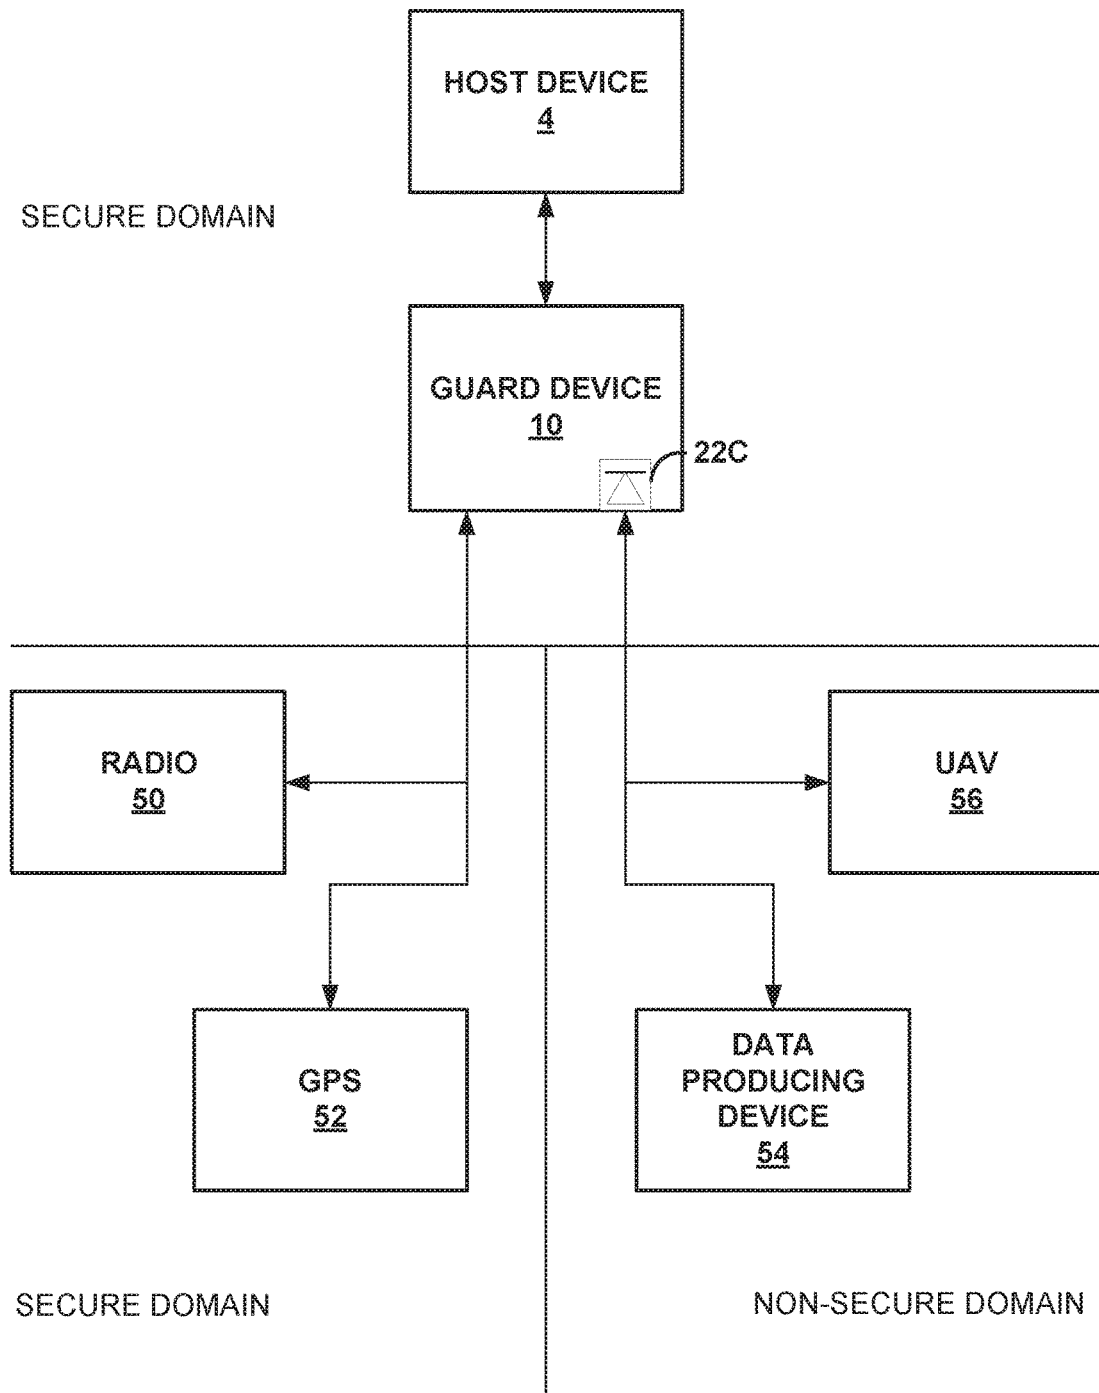 HOST DEVICE
4
SECURE DOMAIN
GUARD DEVICE
10
22C
RADIO
50
UAV
56
GPS
52
DATA
PRODUCING
DEVICE
54
SECURE DOMAIN
NON-SECURE DOMAIN